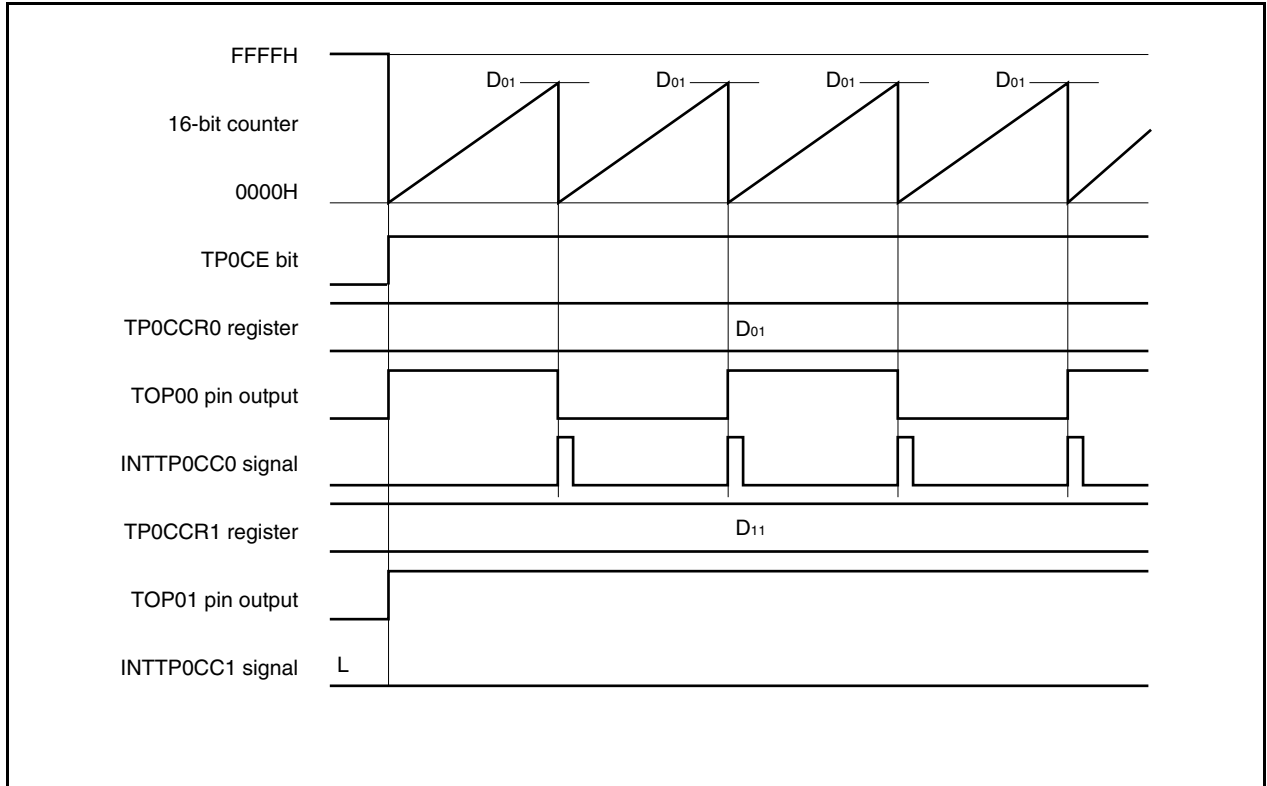 FFFFH
D01 D01 D01 D01
16-bit counter
0000H
TP0CE bit
TP0CCR0 register D01
TOP00 pin output
INTTP0CC0 signal
TP0CCR1 register D11
TOP01 pin output
INTTP0CC1 signal L